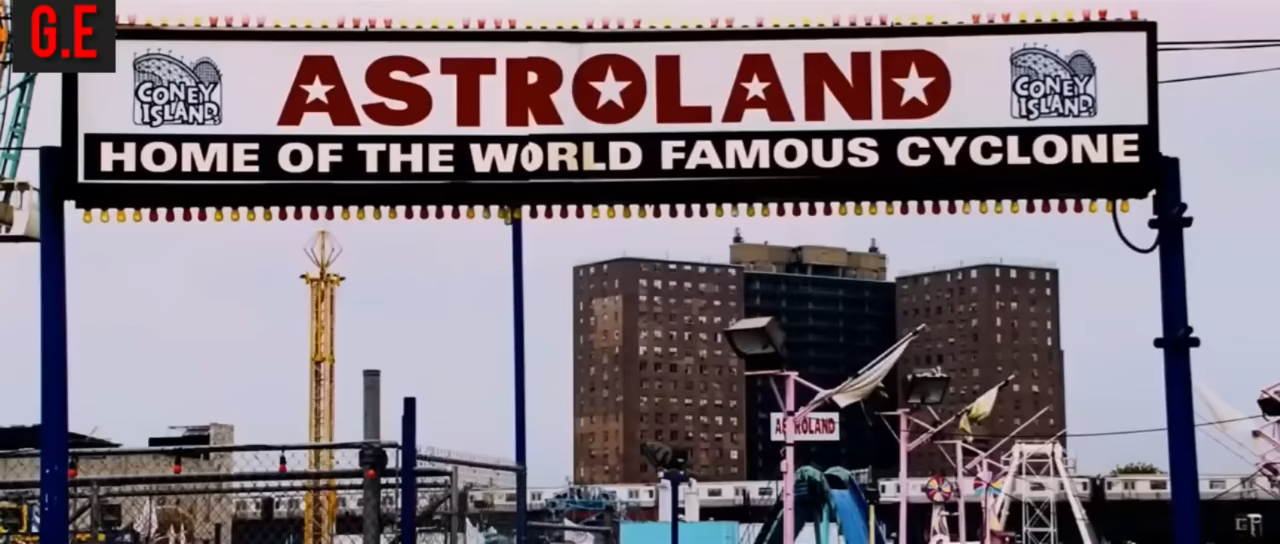 G.E
ASTROLAND
CONEY
ISLAND
CONEY
ISLAND
HOME OF THE WORLD FAMOUS CYCLONE
ASTROLAND